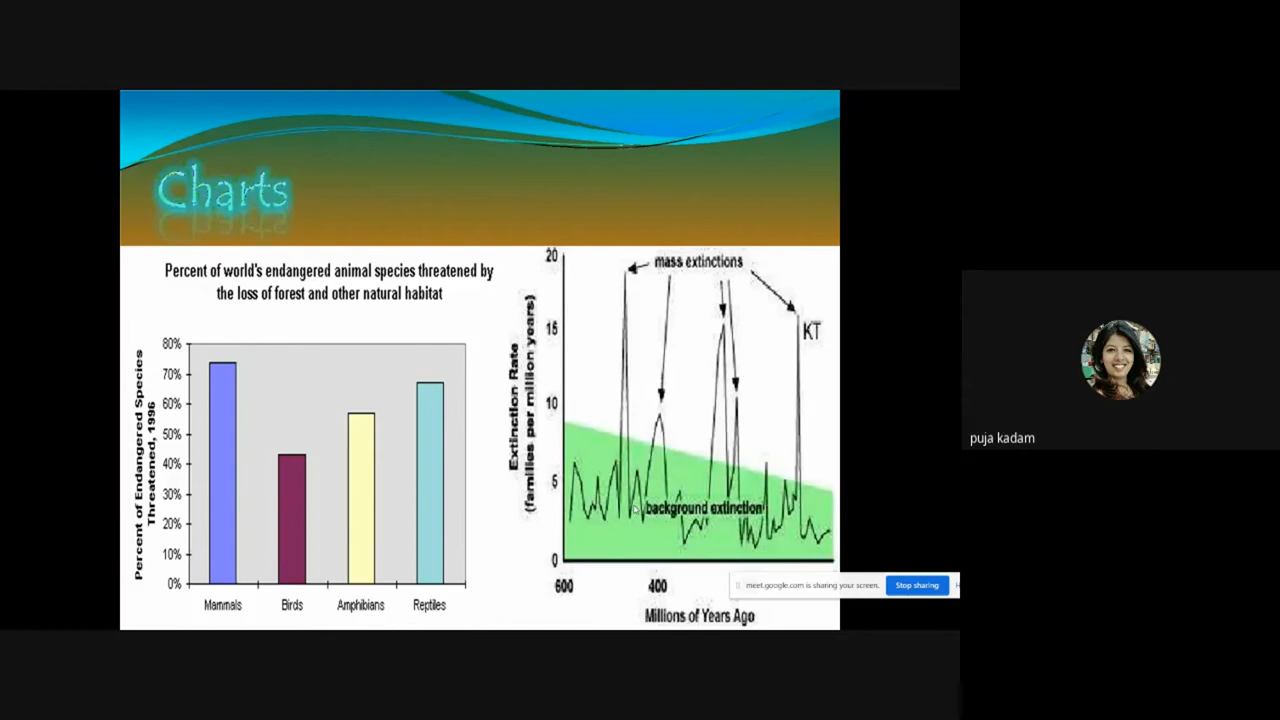 Charts
Percent of world's endangered animal species threatened by
the loss of forest and other natural habitat
Percent of Endangered Species
Threatened, 1996
80%
70%
60%
50%
40%
30%
20%
10%
0%
Mammals Birds Amphibians Reptiles
Extinction Rate
(families per million years)
20
15
10
5
0
mass extinctions
KT
background extinction
600 400
Millions of Years Ago
meet.google.com is sharing your screen. Stop sharing H
puja kadam